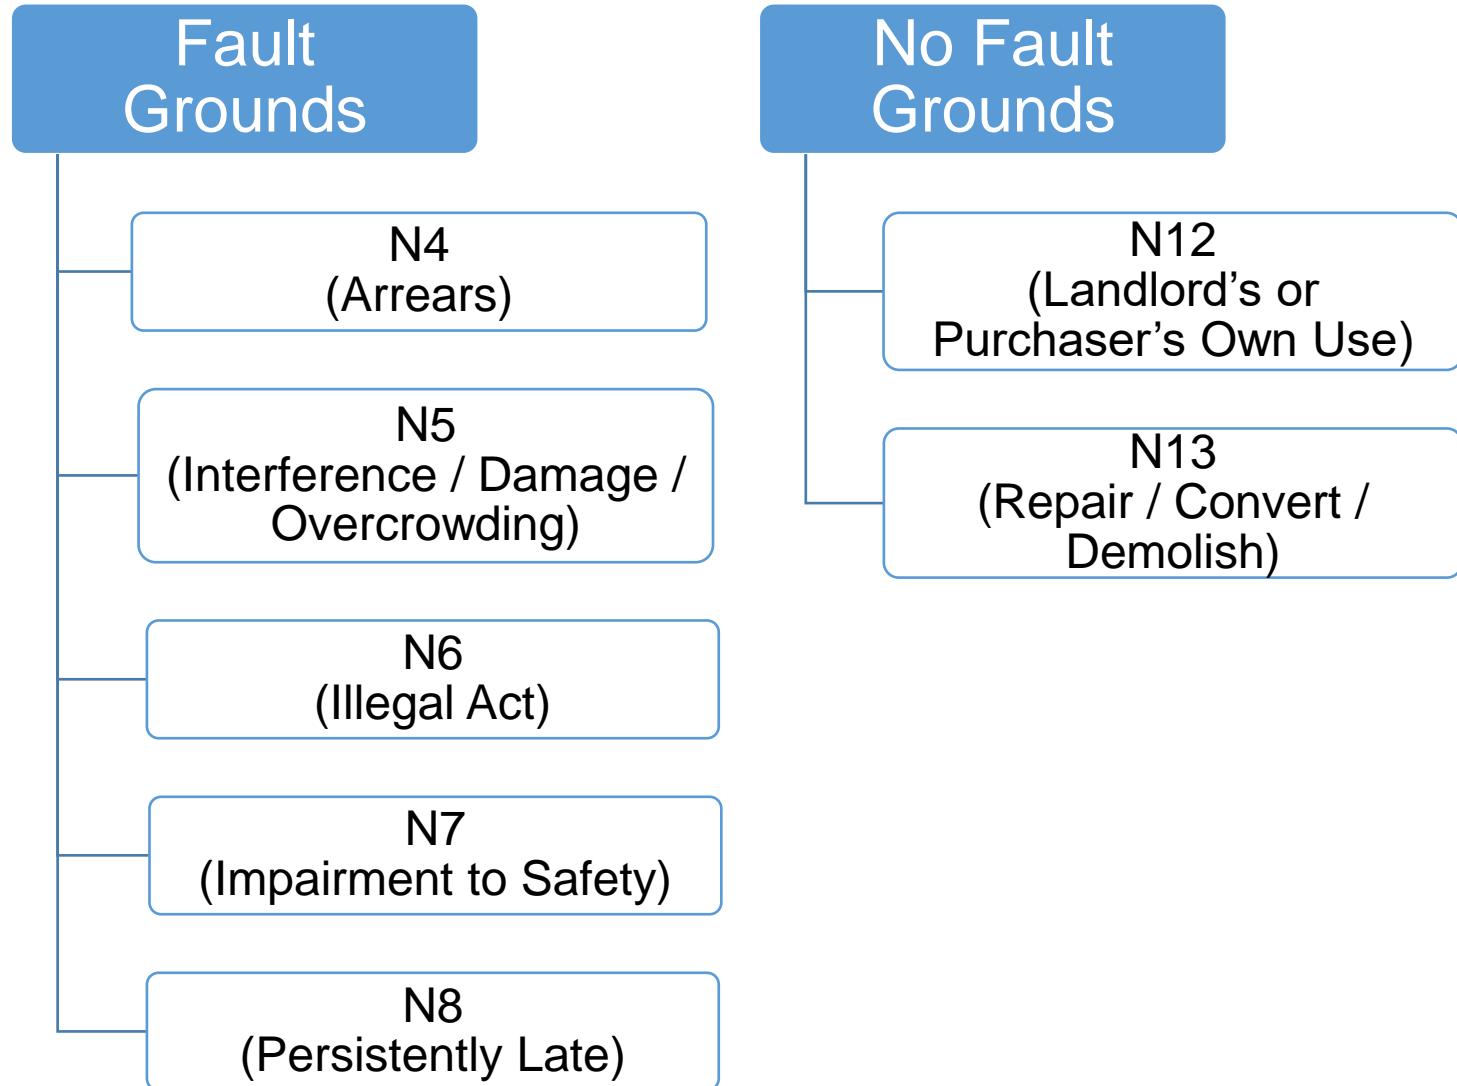 Fault
Grounds
N4
(Arrears)
N5
(Interference / Damage /
Overcrowding)
N6
(Illegal Act)
N7
(Impairment to Safety)
N8
(Persistently Late)
No Fault
Grounds
N12
(Landlord’s or
Purchaser’s Own Use)
N13
(Repair / Convert /
Demolish)